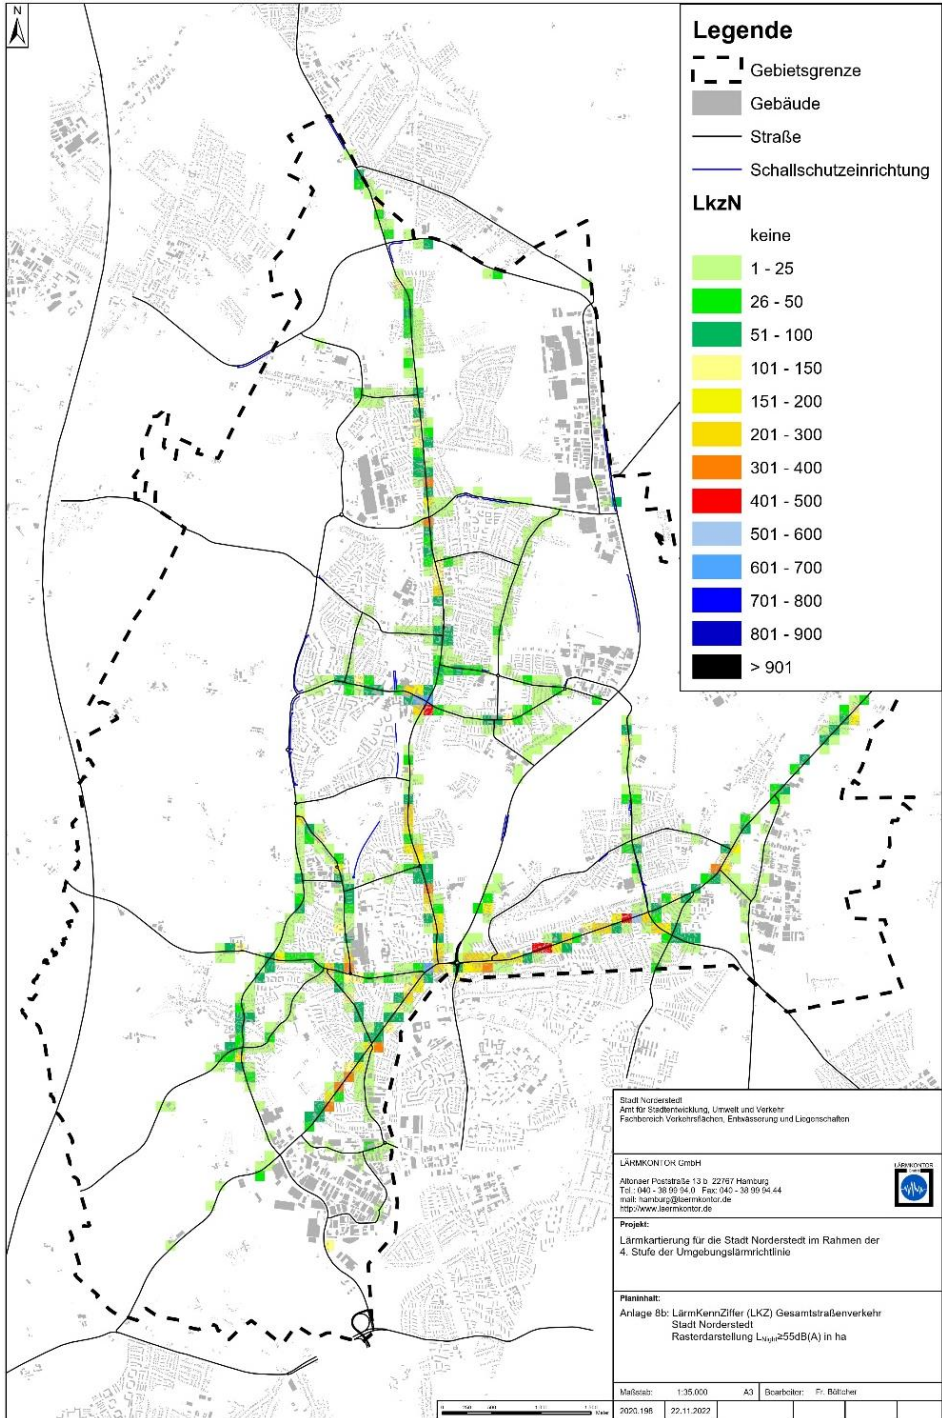 N
Legende
Gebietsgrenze
Gebäude
Straße
Schallschutzeinrichtung
LkzN
keine
1 - 25
26 - 50
51 - 100
101 - 150
151 - 200
201 - 300
301 - 400
401 - 500
501 - 600
601 - 700
701 - 800
801 - 900
> 901
Stadt Norderstedt
Amt für Stadtentwicklung, Umwelt und Verkehr
Fachbereich Verkehrsflächen, Entwässerung und Liegenschaften
LÄRMKONTOR GmbH
Altonaer Poststraße 13 b 22767 Hamburg
Tel.: 040 - 38 99 94.0 Fax: 040 - 38 99 94.44
mail: hamburg@laermkontor.de
http://www.laermkontor.de
LÄRMKONTOR
Projekt:
Lärmkartierung für die Stadt Norderstedt im Rahmen der
4. Stufe der Umgebungslärmrichtlinie
Planinhalt:
Anlage 8b: LärmKennZiffer (LKZ) Gesamtstraßenverkehr
Stadt Norderstedt
Rasterdarstellung LNight≥55dB(A) in ha
Maßstab: 1:35.000 A3 Bearbeiter: Fr. Böttcher
2020.196 22.11.2022